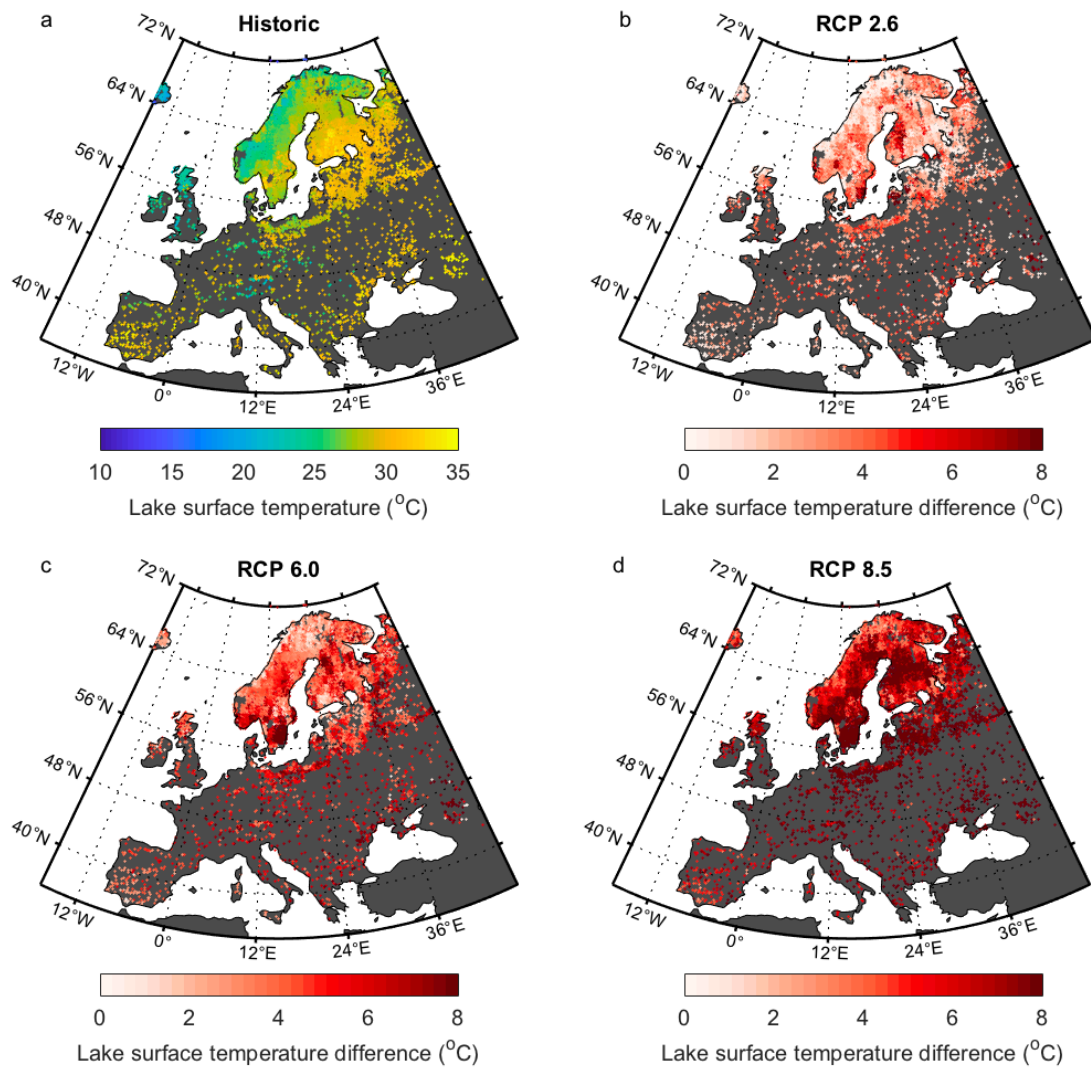 a Historic
72°N
64°N
56°N
48°N
40°N
12°W
0°
12°E
24°E
36°E
10 15 20 25 30 35
Lake surface temperature (°C)
b RCP 2.6
72°N
64°N
56°N
48°N
40°N
12°W
0°
12°E
24°E
36°E
0 2 4 6 8
Lake surface temperature difference (°C)
c RCP 6.0
72°N
64°N
56°N
48°N
40°N
12°W
0°
12°E
24°E
36°E
0 2 4 6 8
Lake surface temperature difference (°C)
d RCP 8.5
72°N
64°N
56°N
48°N
40°N
12°W
0°
12°E
24°E
36°E
0 2 4 6 8
Lake surface temperature difference (°C)